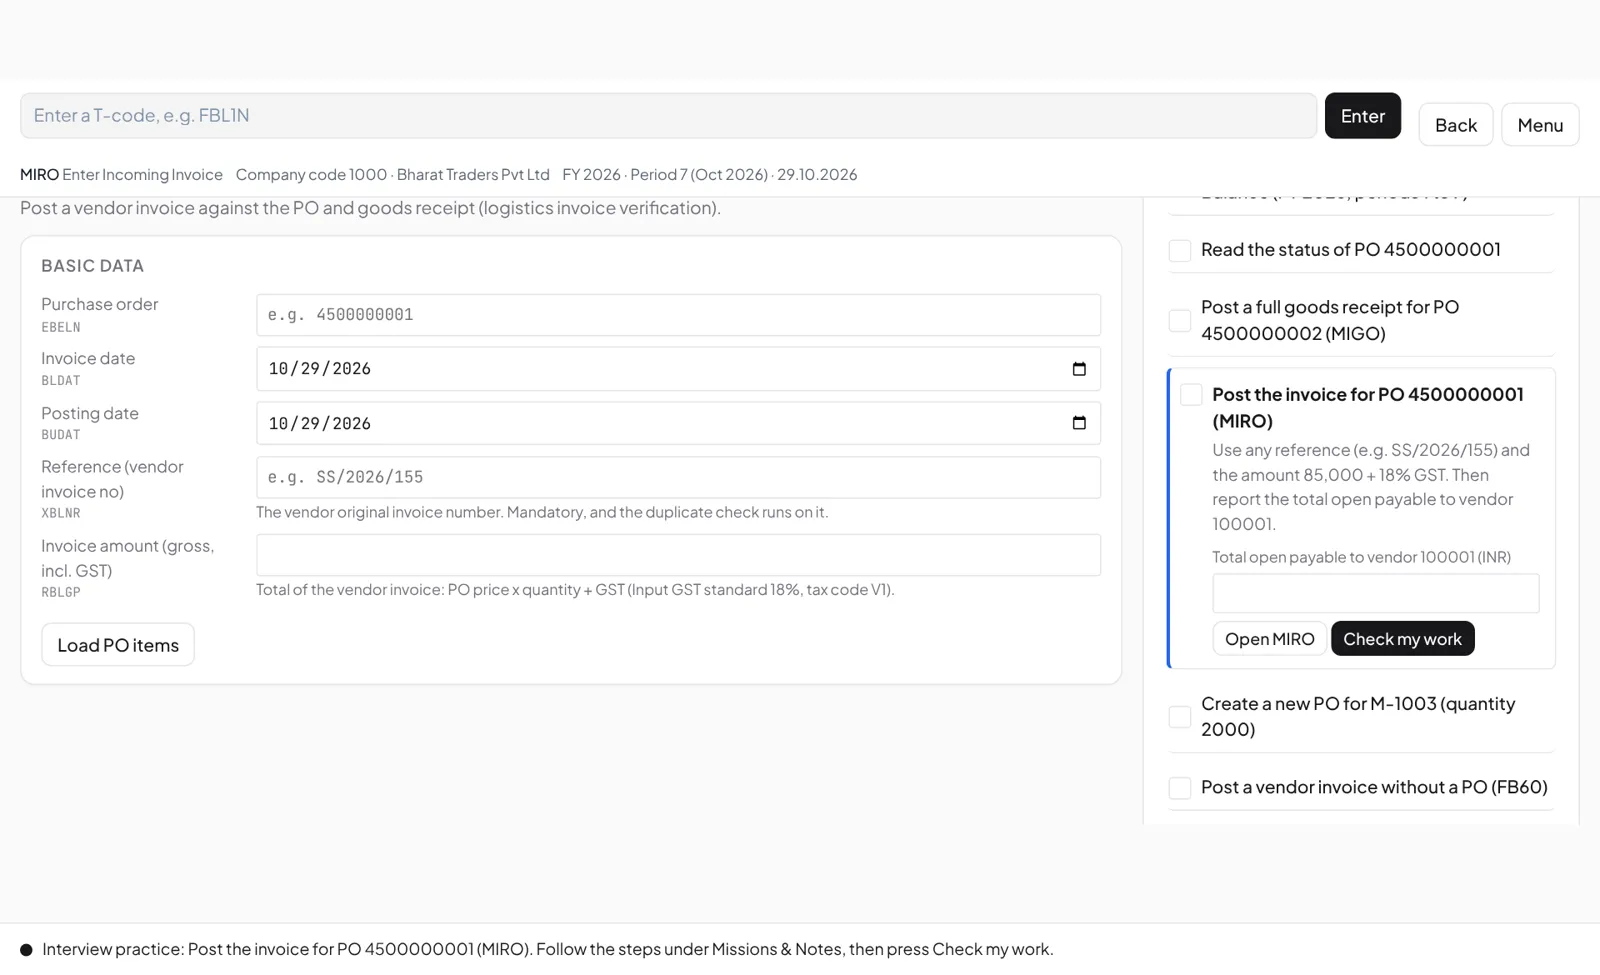 Enter a T-code, e.g. FBL1N
Enter
Back
Menu
MIRO Enter Incoming Invoice Company code 1000 · Bharat Traders Pvt Ltd FY 2026 · Period 7 (Oct 2026) · 29.10.2026
Post a vendor invoice against the PO and goods receipt (logistics invoice verification).
BASIC DATA
Purchase order
EBELN
e.g. 4500000001
Invoice date
BLDAT
10/29/2026
Posting date
BUDAT
10/29/2026
Reference (vendor
invoice no)
XBLNR
e.g. SS/2026/155
The vendor original invoice number. Mandatory, and the duplicate check runs on it.
Invoice amount (gross,
incl. GST)
RBLGP
Total of the vendor invoice: PO price x quantity + GST (Input GST standard 18%, tax code V1).
Load PO items
Read the status of PO 4500000001
Post a full goods receipt for PO
4500000002 (MIGO)
Post the invoice for PO 4500000001
(MIRO)
Use any reference (e.g. SS/2026/155) and
the amount 85,000 + 18% GST. Then
report the total open payable to vendor
100001.
Total open payable to vendor 100001 (INR)
Open MIRO
Check my work
Create a new PO for M-1003 (quantity
2000)
Post a vendor invoice without a PO (FB60)
Interview practice: Post the invoice for PO 4500000001 (MIRO). Follow the steps under Missions & Notes, then press Check my work.